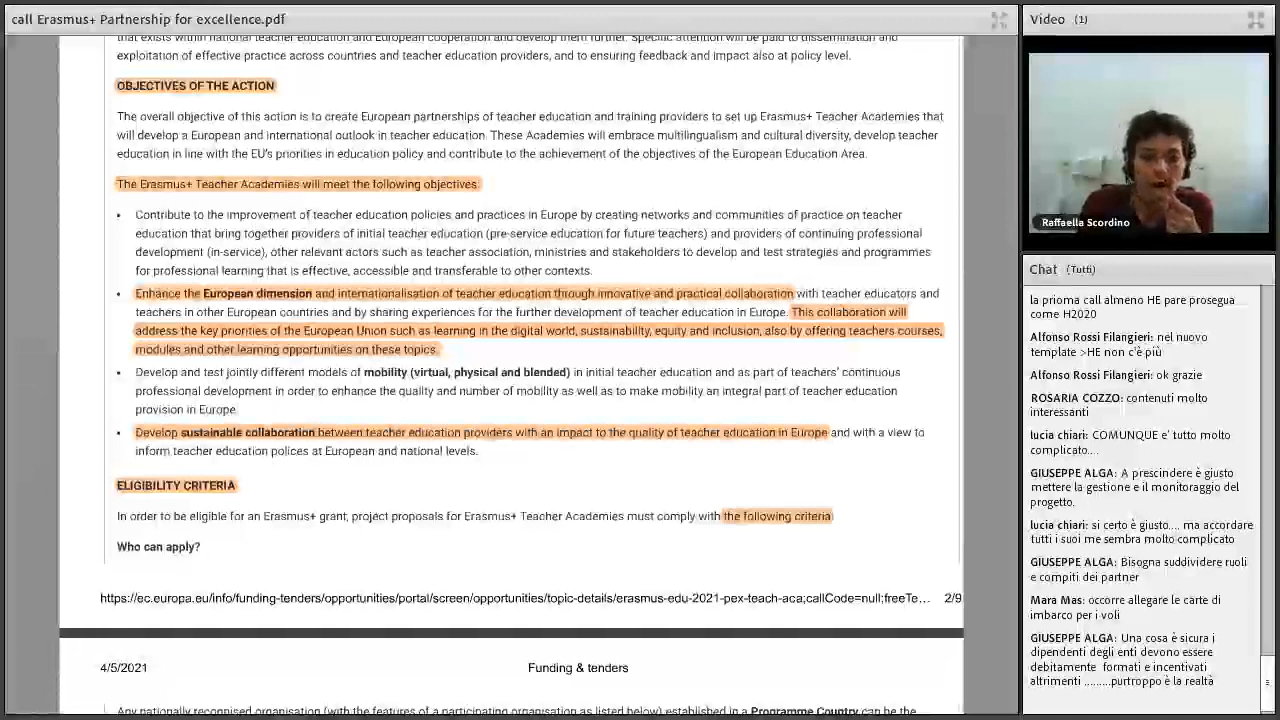 call Erasmus+ Partnership for excellence.pdf
that exists within national teacher education and European cooperation and develop them further. Specific attention will be paid to dissemination and
exploitation of effective practice across countries and teacher education providers, and to ensuring feedback and impact also at policy level.
OBJECTIVES OF THE ACTION
The overall objective of this action is to create European partnerships of teacher education and training providers to set up Erasmus+ Teacher Academies that
will develop a European and international outlook in teacher education. These Academies will embrace multilingualism and cultural diversity, develop teacher
education in line with the EU's priorities in education policy and contribute to the achievement of the objectives of the European Education Area.
The Erasmus+ Teacher Academies will meet the following objectives:
• Contribute to the improvement of teacher education policies and practices in Europe by creating networks and communities of practice on teacher
education that bring together providers of initial teacher education (pre-service education for future teachers) and providers of continuing professional
development (in-service), other relevant actors such as teacher association, ministries and stakeholders to develop and test strategies and programmes
for professional learning that is effective, accessible and transferable to other contexts.
• Enhance the European dimension and internationalisation of teacher education through innovative and practical collaboration with teacher educators and
teachers in other European countries and by sharing experiences for the further development of teacher education in Europe. This collaboration will
address the key priorities of the European Union such as learning in the digital world, sustainability, equity and inclusion, also by offering teachers courses,
modules and other learning opportunities on these topics.
• Develop and test jointly different models of mobility (virtual, physical and blended) in initial teacher education and as part of teachers' continuous
professional development in order to enhance the quality and number of mobility as well as to make mobility an integral part of teacher education
provision in Europe.
• Develop sustainable collaboration between teacher education providers with an impact to the quality of teacher education in Europe and with a view to
inform teacher education polices at European and national levels.
ELIGIBILITY CRITERIA
In order to be eligible for an Erasmus+ grant, project proposals for Erasmus+ Teacher Academies must comply with the following criteria
Who can apply?
https://ec.europa.eu/info/funding-tenders/opportunities/portal/screen/opportunities/topic-details/erasmus-edu-2021-pex-teach-aca;callCode=null;freeTe… 2/9
4/5/2021 Funding & tenders
Any nationally recognised organisation (with the features of a participating organisation as listed below) established in a Programme Country can be the
Video (1)
Raffaella Scordino
Chat (Tutti)
la prioma call almeno HE pare prosegua
come H2020
Alfonso Rossi Filangieri: nel nuovo
template >HE non c'è più
Alfonso Rossi Filangieri: ok grazie
ROSARIA COZZO: contenuti molto
interessanti
lucia chiari: COMUNQUE e' tutto molto
complicato....
GIUSEPPE ALGA: A prescindere è giusto
mettere la gestione e il monitoraggio del
progetto.
lucia chiari: si certo è giusto.... ma accordare
tutti i suoi me sembra molto complicato
GIUSEPPE ALGA: Bisogna suddividere ruoli
e compiti dei partner
Mara Mas: occorre allegare le carte di
imbarco per i voli
GIUSEPPE ALGA: Una cosa è sicura i
dipendenti degli enti devono essere
debitamente formati e incentivati
altrimenti .........purtroppo è la realtà